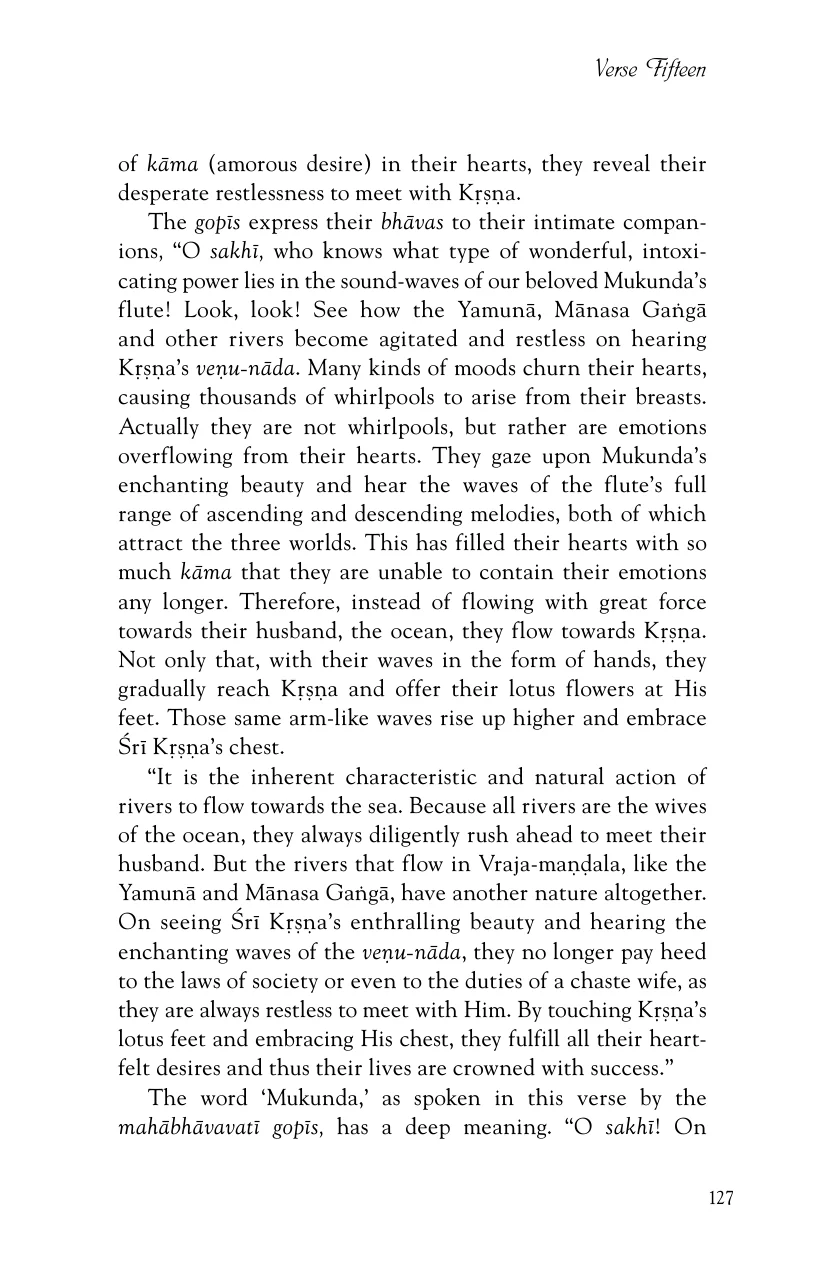 Verse Fifteen
of kāma (amorous desire) in their hearts, they reveal their
desperate restlessness to meet with Kṛṣṇa.
The gopīs express their bhāvas to their intimate compan-
ions, “O sakhī, who knows what type of wonderful, intoxi-
cating power lies in the sound-waves of our beloved Mukunda’s
flute! Look, look! See how the Yamunā, Mānasa Gaṅgā
and other rivers become agitated and restless on hearing
Kṛṣṇa’s veṇu-nāda. Many kinds of moods churn their hearts,
causing thousands of whirlpools to arise from their breasts.
Actually they are not whirlpools, but rather are emotions
overflowing from their hearts. They gaze upon Mukunda’s
enchanting beauty and hear the waves of the flute’s full
range of ascending and descending melodies, both of which
attract the three worlds. This has filled their hearts with so
much kāma that they are unable to contain their emotions
any longer. Therefore, instead of flowing with great force
towards their husband, the ocean, they flow towards Kṛṣṇa.
Not only that, with their waves in the form of hands, they
gradually reach Kṛṣṇa and offer their lotus flowers at His
feet. Those same arm-like waves rise up higher and embrace
Śrī Kṛṣṇa’s chest.
“It is the inherent characteristic and natural action of
rivers to flow towards the sea. Because all rivers are the wives
of the ocean, they always diligently rush ahead to meet their
husband. But the rivers that flow in Vraja-maṇḍala, like the
Yamunā and Mānasa Gaṅgā, have another nature altogether.
On seeing Śrī Kṛṣṇa’s enthralling beauty and hearing the
enchanting waves of the veṇu-nāda, they no longer pay heed
to the laws of society or even to the duties of a chaste wife, as
they are always restless to meet with Him. By touching Kṛṣṇa’s
lotus feet and embracing His chest, they fulfill all their heart-
felt desires and thus their lives are crowned with success.”
The word ‘Mukunda,’ as spoken in this verse by the
mahābhāvavatī gopīs, has a deep meaning. “O sakhī! On
127